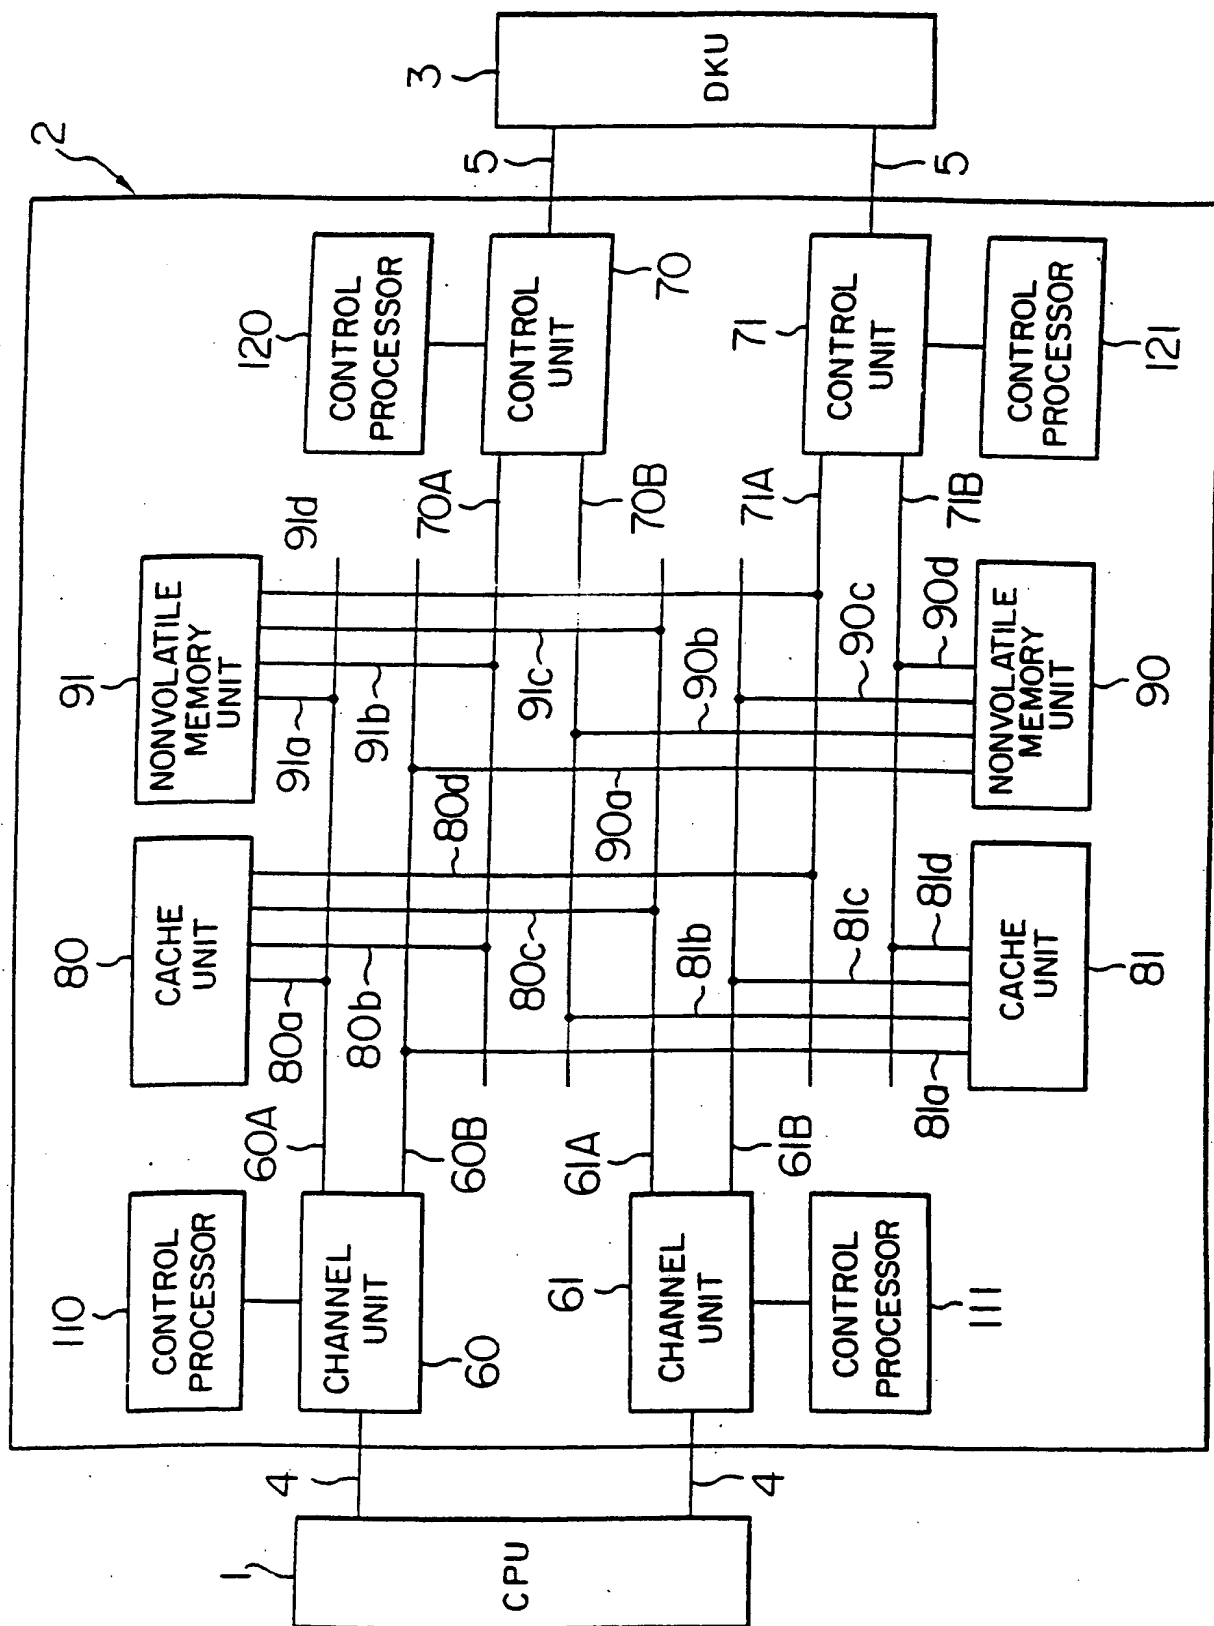 2
110
CONTROL
PROCESSOR
80
CACHE
UNIT
91
NONVOLATILE
MEMORY
UNIT
120
CONTROL
PROCESSOR
1
CPU
4
CHANNEL
UNIT
60
60A
60B
80a
80b
80c
80d
91a
91b
91c
91d
70A
70B
CONTROL
UNIT
70
5
3
DKU
4
61
CHANNEL
UNIT
61A
61B
81a
81b
81c
81d
90a
90b
90c
90d
71A
71B
71
CONTROL
UNIT
5
CONTROL
PROCESSOR
111
CACHE
UNIT
81
NONVOLATILE
MEMORY
UNIT
90
CONTROL
PROCESSOR
121